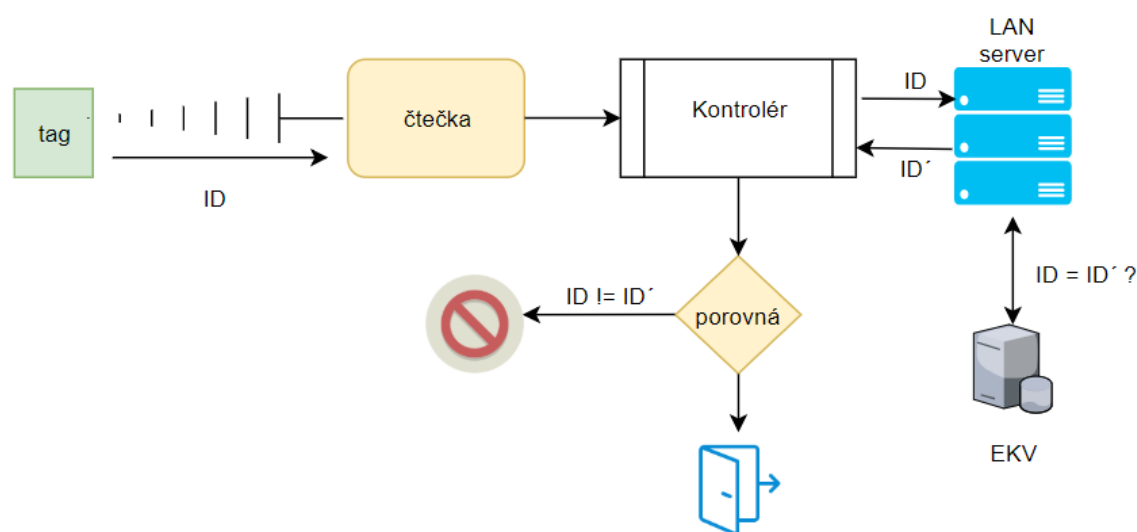 LAN
server
tag
čtečka
Kontrolér
ID
ID´
ID
ID = ID´ ?
ID != ID´
porovná
EKV